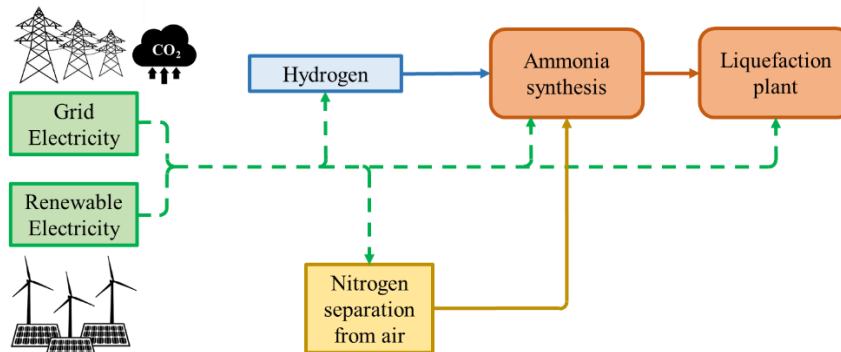 CO₂
Grid
Electricity
Renewable
Electricity
Hydrogen
Nitrogen
separation
from air
Ammonia
synthesis
Liquefaction
plant